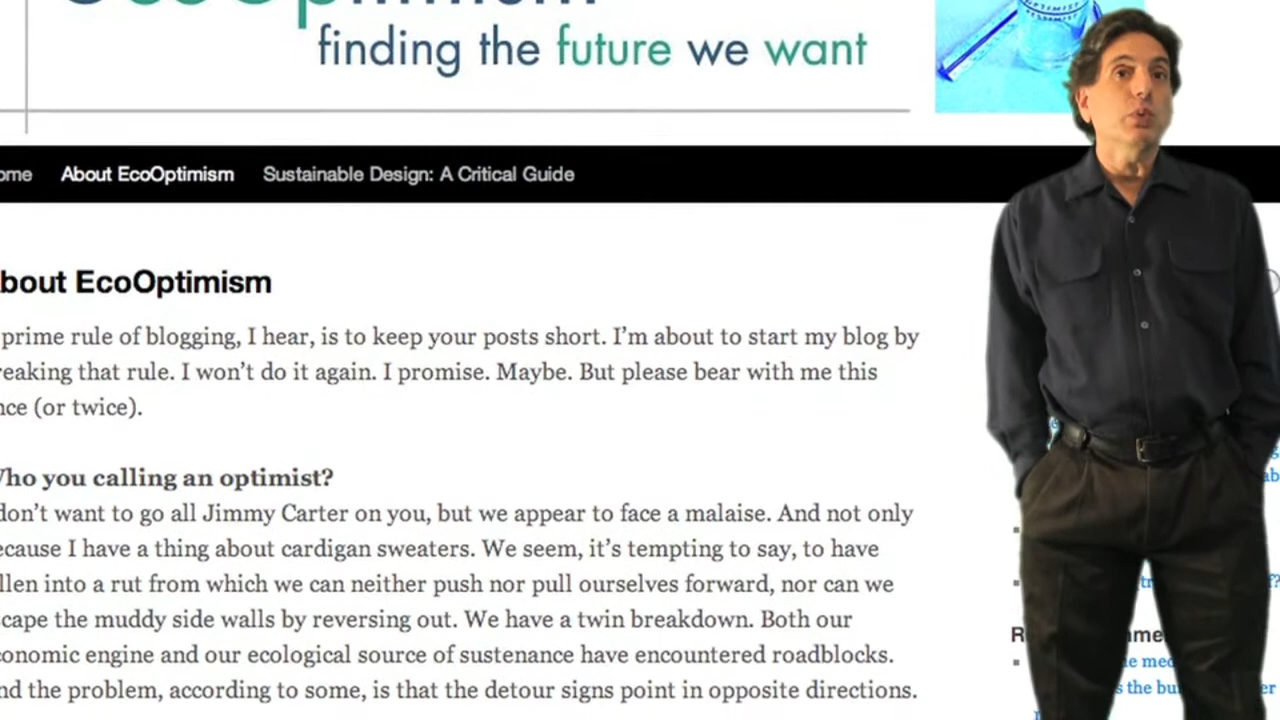 finding the future we want
OPTIMIST
Home About EcoOptimism Sustainable Design: A Critical Guide
About EcoOptimism
prime rule of blogging, I hear, is to keep your posts short. I’m about to start my blog by
reaking that rule. I won’t do it again. I promise. Maybe. But please bear with me this
nce (or twice).
Who you calling an optimist?
don’t want to go all Jimmy Carter on you, but we appear to face a malaise. And not only
ecause I have a thing about cardigan sweaters. We seem, it’s tempting to say, to have
llen into a rut from which we can neither push nor pull ourselves forward, nor can we
cape the muddy side walls by reversing out. We have a twin breakdown. Both our
conomic engine and our ecological source of sustenance have encountered roadblocks.
nd the problem, according to some, is that the detour signs point in opposite directions.